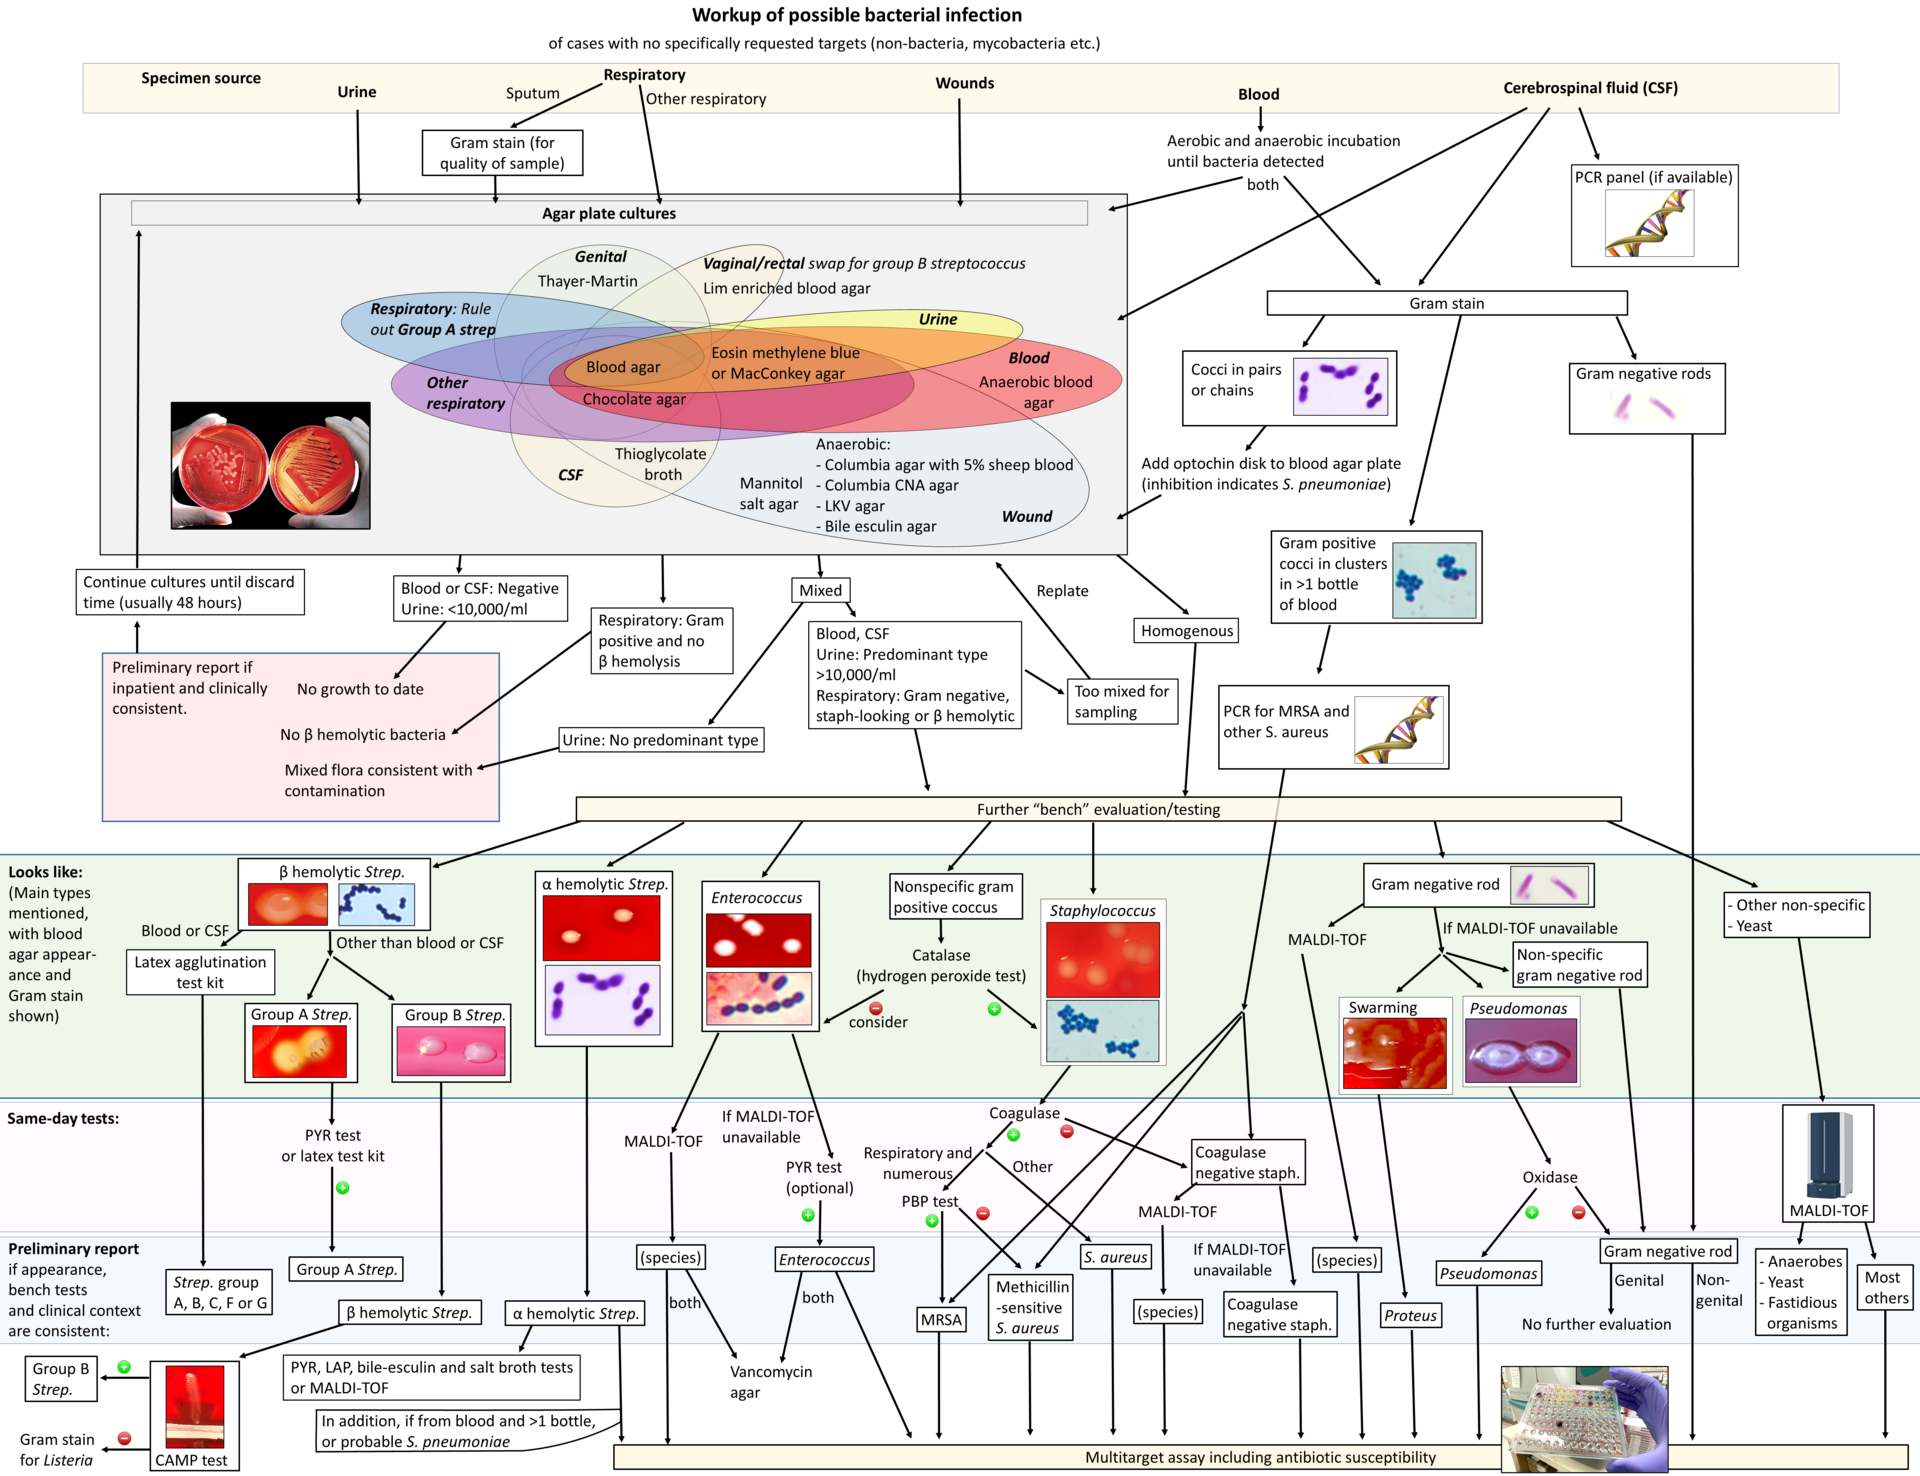 Workup of possible bacterial infection
of cases with no specifically requested targets (non-bacteria, mycobacteria etc.)
Specimen source
Urine
Respiratory
Sputum
Other respiratory
Wounds
Blood
Cerebrospinal fluid (CSF)
Gram stain (for
quality of sample)
Aerobic and anaerobic incubation
until bacteria detected
both
PCR panel (if available)
Agar plate cultures
Genital
Thayer-Martin
Vaginal/rectal swap for group B streptococcus
Lim enriched blood agar
Respiratory: Rule
out Group A strep
Urine
Blood agar
Eosin methylene blue
or MacConkey agar
Blood
Anaerobic blood
agar
Other
respiratory
Chocolate agar
CSF
Thioglycolate
broth
Mannitol
salt agar
Anaerobic:
- Columbia agar with 5% sheep blood
- Columbia CNA agar
- LKV agar
- Bile esculin agar
Wound
Gram stain
Cocci in pairs
or chains
Gram negative rods
Add optochin disk to blood agar plate
(inhibition indicates S. pneumoniae)
Gram positive
cocci in clusters
in >1 bottle
of blood
PCR for MRSA and
other S. aureus
Continue cultures until discard
time (usually 48 hours)
Blood or CSF: Negative
Urine: <10,000/ml
Respiratory: Gram
positive and no
β hemolysis
Mixed
Blood, CSF
Urine: Predominant type
>10,000/ml
Respiratory: Gram negative,
staph-looking or β hemolytic
Replate
Too mixed for
sampling
Homogenous
Preliminary report if
inpatient and clinically
consistent.
No growth to date
No β hemolytic bacteria
Mixed flora consistent with
contamination
Urine: No predominant type
Further “bench” evaluation/testing
Looks like:
(Main types
mentioned,
with blood
agar appear-
ance and
Gram stain
shown)
β hemolytic Strep.
Blood or CSF
Other than blood or CSF
Latex agglutination
test kit
Group A Strep.
Group B Strep.
α hemolytic Strep.
Enterococcus
Nonspecific gram
positive coccus
Catalase
(hydrogen peroxide test)
consider
Staphylococcus
Gram negative rod
MALDI-TOF
If MALDI-TOF unavailable
Non-specific
gram negative rod
Swarming
Pseudomonas
- Other non-specific
- Yeast
Same-day tests:
PYR test
or latex test kit
MALDI-TOF
If MALDI-TOF
unavailable
PYR test
(optional)
Coagulase
Respiratory and
numerous
Other
PBP test
Coagulase
negative staph.
MALDI-TOF
If MALDI-TOF
unavailable
Oxidase
MALDI-TOF
Preliminary report
if appearance,
bench tests
and clinical context
are consistent:
Strep. group
A, B, C, F or G
Group A Strep.
β hemolytic Strep.
α hemolytic Strep.
(species)
both
Enterococcus
both
MRSA
Methicillin
-sensitive
S. aureus
S. aureus
(species)
Coagulase
negative staph.
(species)
Proteus
Pseudomonas
Gram negative rod
Genital
Non-
genital
No further evaluation
- Anaerobes
- Yeast
- Fastidious
organisms
Most
others
Group B
Strep.
Gram stain
for Listeria
CAMP test
PYR, LAP, bile-esculin and salt broth tests
or MALDI-TOF
In addition, if from blood and >1 bottle,
or probable S. pneumoniae
Vancomycin
agar
Multitarget assay including antibiotic susceptibility